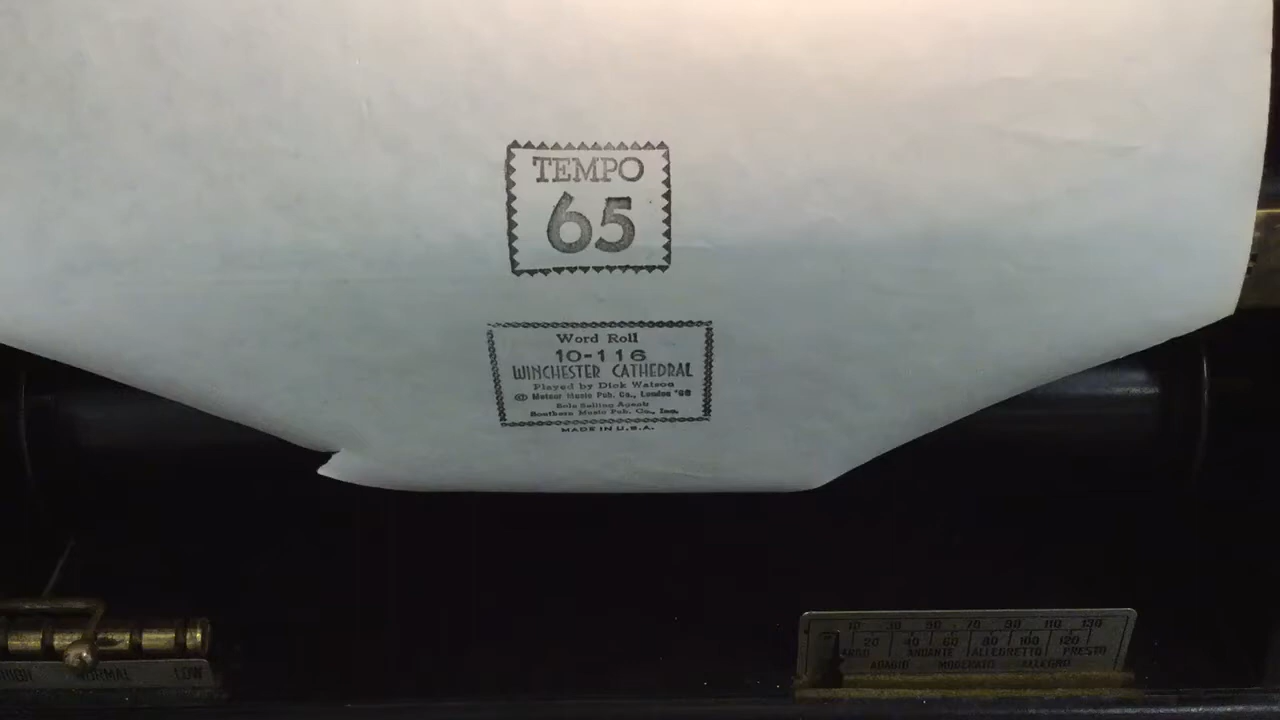 TEMPO
65
Word Roll
10-116
WINCHESTER CATHEDRAL
Played by Dick Watson
© Meteor Music Pub. Co., London '66
Sole Selling Agent:
Southern Music Pub. Co., Inc.
MADE IN U.S.A.
10 30 50 70 90 110 130
20 40 60 80 100 120
ANDANTE ALLEGRETTO PRESTO
ADAGIO MODERATO ALLEGRO
NORMAL LOW